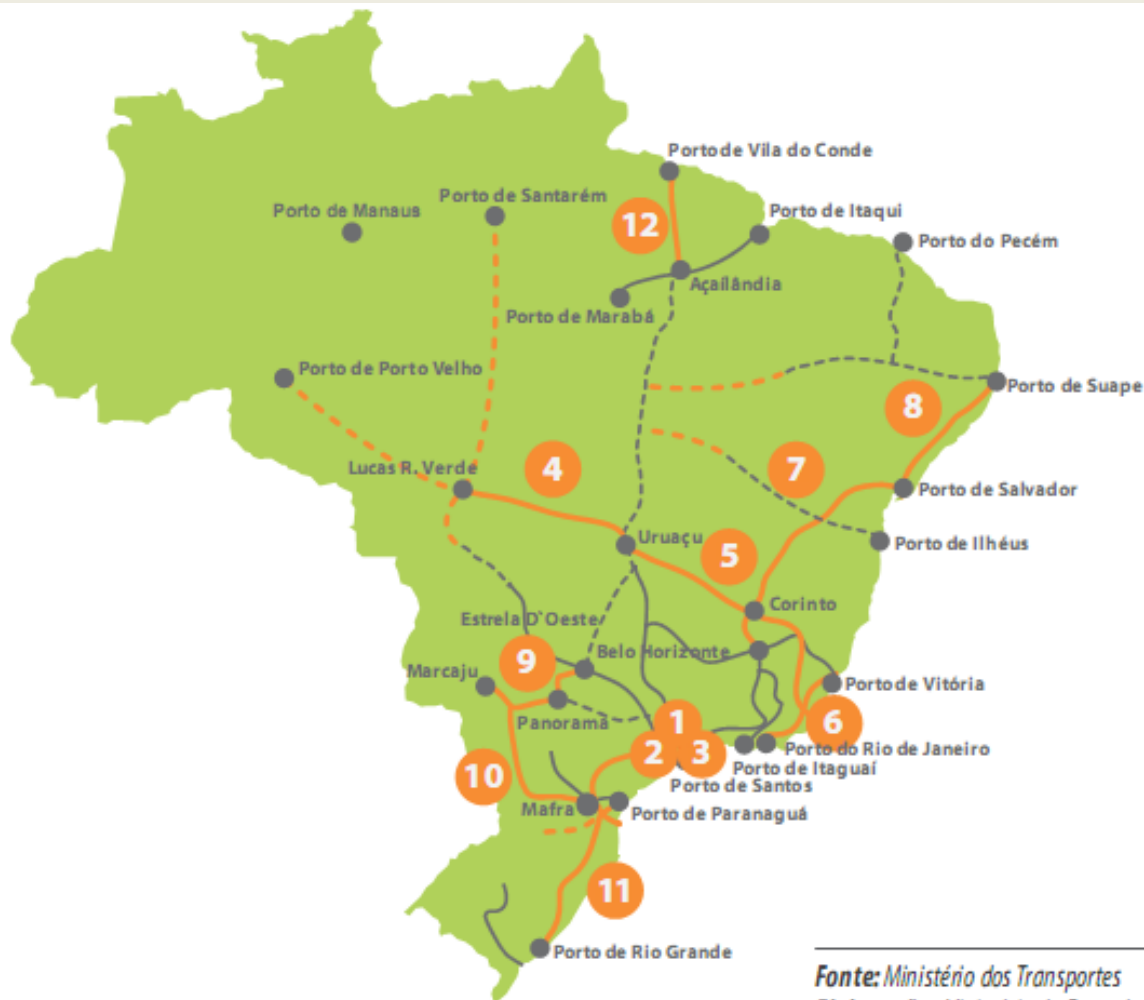 Porto de Vila do Conde
Porto de Santarém
Porto de Manaus
12
Porto de Itaqui
Porto do Pecém
Açaîlândia
Porto de Marabá
Porto de Porto Velho
Porto de Suape
8
Lucas R. Verde
4
7
Porto de Salvador
Uruaçu
5
Porto de Ilhéus
Corinto
Estrela D`Oeste
9
Belo Horizonte
Marcaju
Porto de Vitória
Panorama
1
6
2
3
Porto do Rio de Janeiro
10
Porto de Itaguaí
Porto de Santos
Mafra
Porto de Paranaguá
11
Porto de Rio Grande
Fonte: Ministério dos Transportes